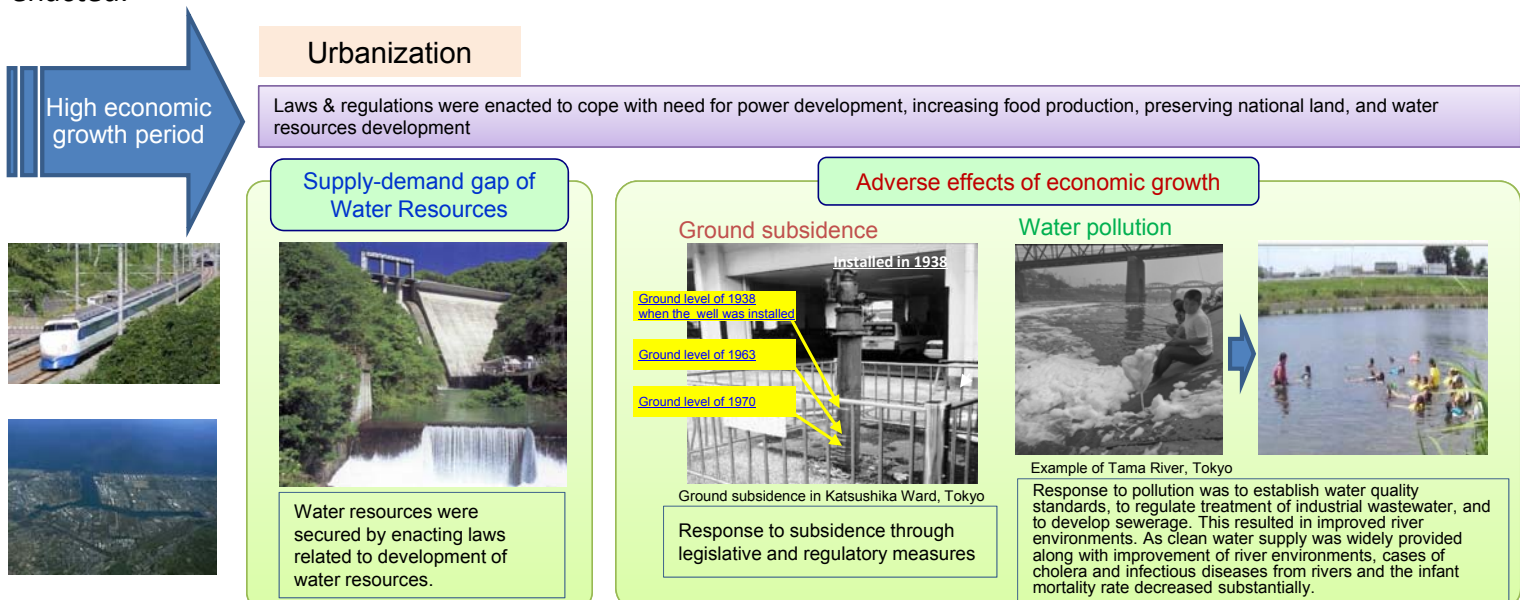 High economic
growth period
Urbanization
Laws & regulations were enacted to cope with need for power development, increasing food production, preserving national land, and water
resources development
Supply-demand gap of
Water Resources
Water resources were
secured by enacting laws
related to development of
water resources.
Adverse effects of economic growth
Ground subsidence
Installed in 1938
Ground level of 1938
when the well was installed
Ground level of 1963
Ground level of 1970
Ground subsidence in Katsushika Ward, Tokyo
Response to subsidence through
legislative and regulatory measures
Water pollution
Example of Tama River, Tokyo
Response to pollution was to establish water quality
standards, to regulate treatment of industrial wastewater, and
to develop sewerage. This resulted in improved river
environments. As clean water supply was widely provided
along with improvement of river environments, cases of
cholera and infectious diseases from rivers and the infant
mortality rate decreased substantially.